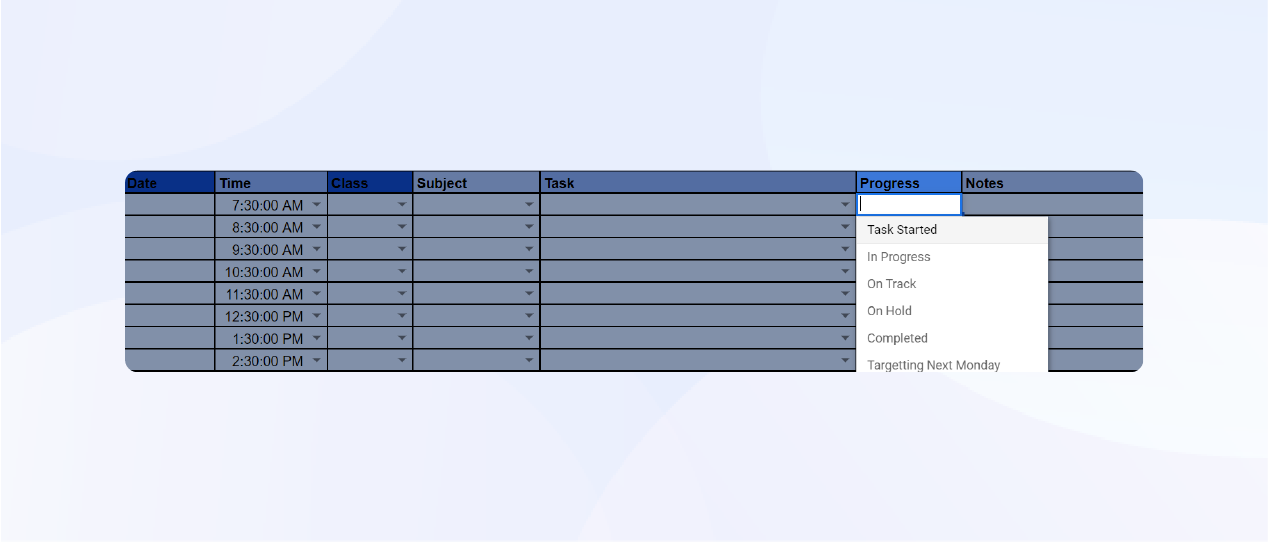 Date Time Class Subject Task Progress Notes
7:30:00 AM
Task Started
8:30:00 AM
In Progress
9:30:00 AM
On Track
10:30:00 AM
On Hold
11:30:00 AM
12:30:00 PM
Completed
1:30:00 PM
Targetting Next Monday
2:30:00 PM